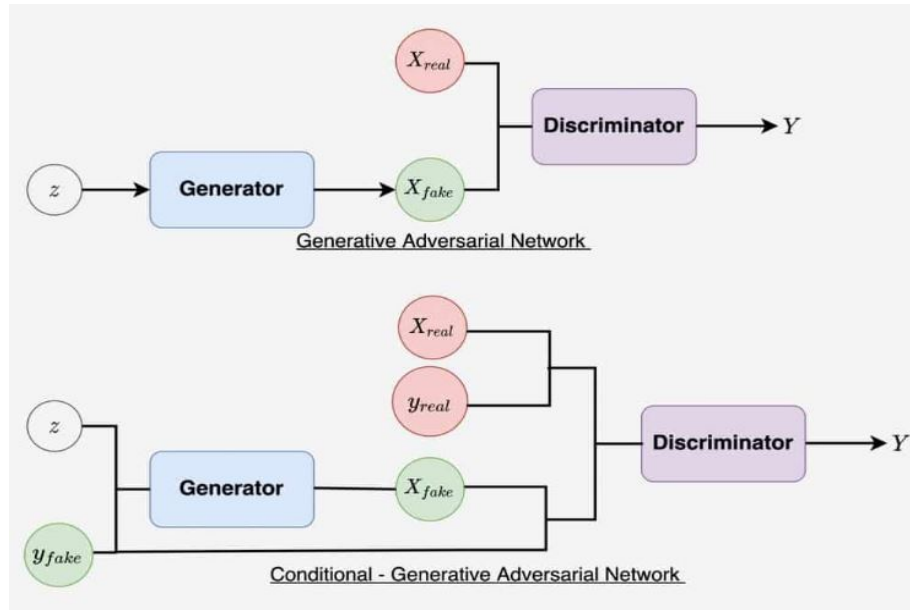 X_real
Discriminator
Y
z
Generator
X_fake
Generative Adversarial Network
X_real
y_real
z
Discriminator
Y
Generator
X_fake
y_fake
Conditional - Generative Adversarial Network